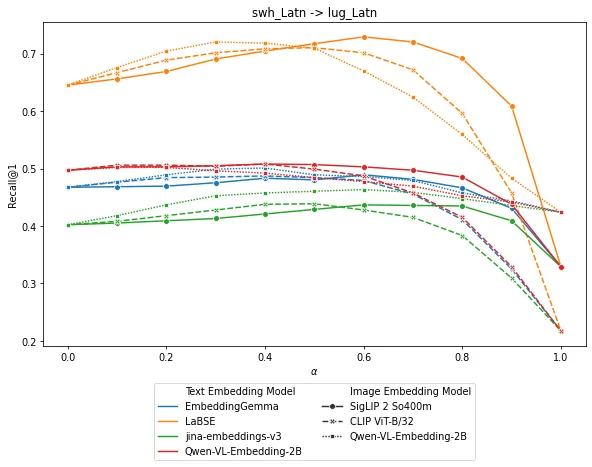 swh_Latn -> lug_Latn
Recall@1
0.7
0.6
0.5
0.4
0.3
0.2
0.0 0.2 0.4 0.6 0.8 1.0
α
Text Embedding Model
EmbeddingGemma
LaBSE
jina-embeddings-v3
Qwen-VL-Embedding-2B
Image Embedding Model
SigLIP 2 So400m
CLIP ViT-B/32
Qwen-VL-Embedding-2B